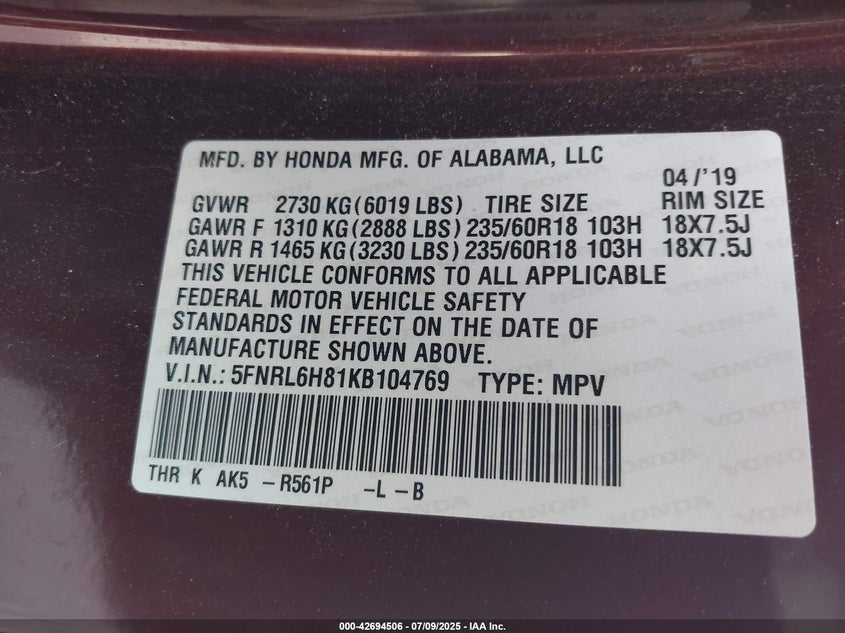 OF ALABAMA, LLC
MFD. BY HONDA MFG. OF ALABAMA, LLC
04/'19
GVWR 2730 KG(6019 LBS) TIRE SIZE RIM SIZE
GAWR F 1310 KG(2888 LBS) 235/60R18 103H 18X7.5J
GAWR R 1465 KG(3230 LBS) 235/60R18 103H 18X7.5J
THIS VEHICLE CONFORMS TO ALL APPLICABLE
FEDERAL MOTOR VEHICLE SAFETY
STANDARDS IN EFFECT ON THE DATE OF
MANUFACTURE SHOWN ABOVE.
V.I.N.: 5FNRL6H81KB104769 TYPE: MPV
THR K AK5 -R561P -L -B
000-42694506 - 07/09/2025 - IAA Inc.